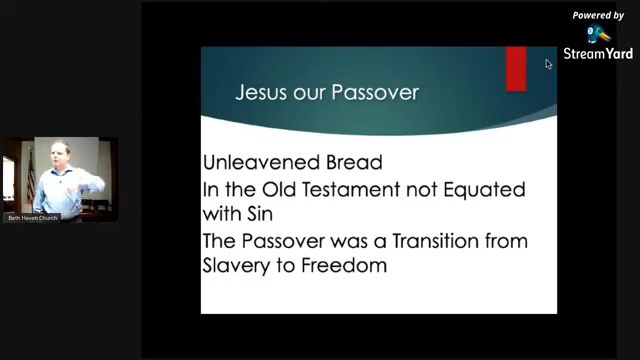 Powered by
StreamYard
Jesus our Passover
Unleavened Bread
In the Old Testament not Equated
with Sin
The Passover was a Transition from
Slavery to Freedom
Beth Haven Church